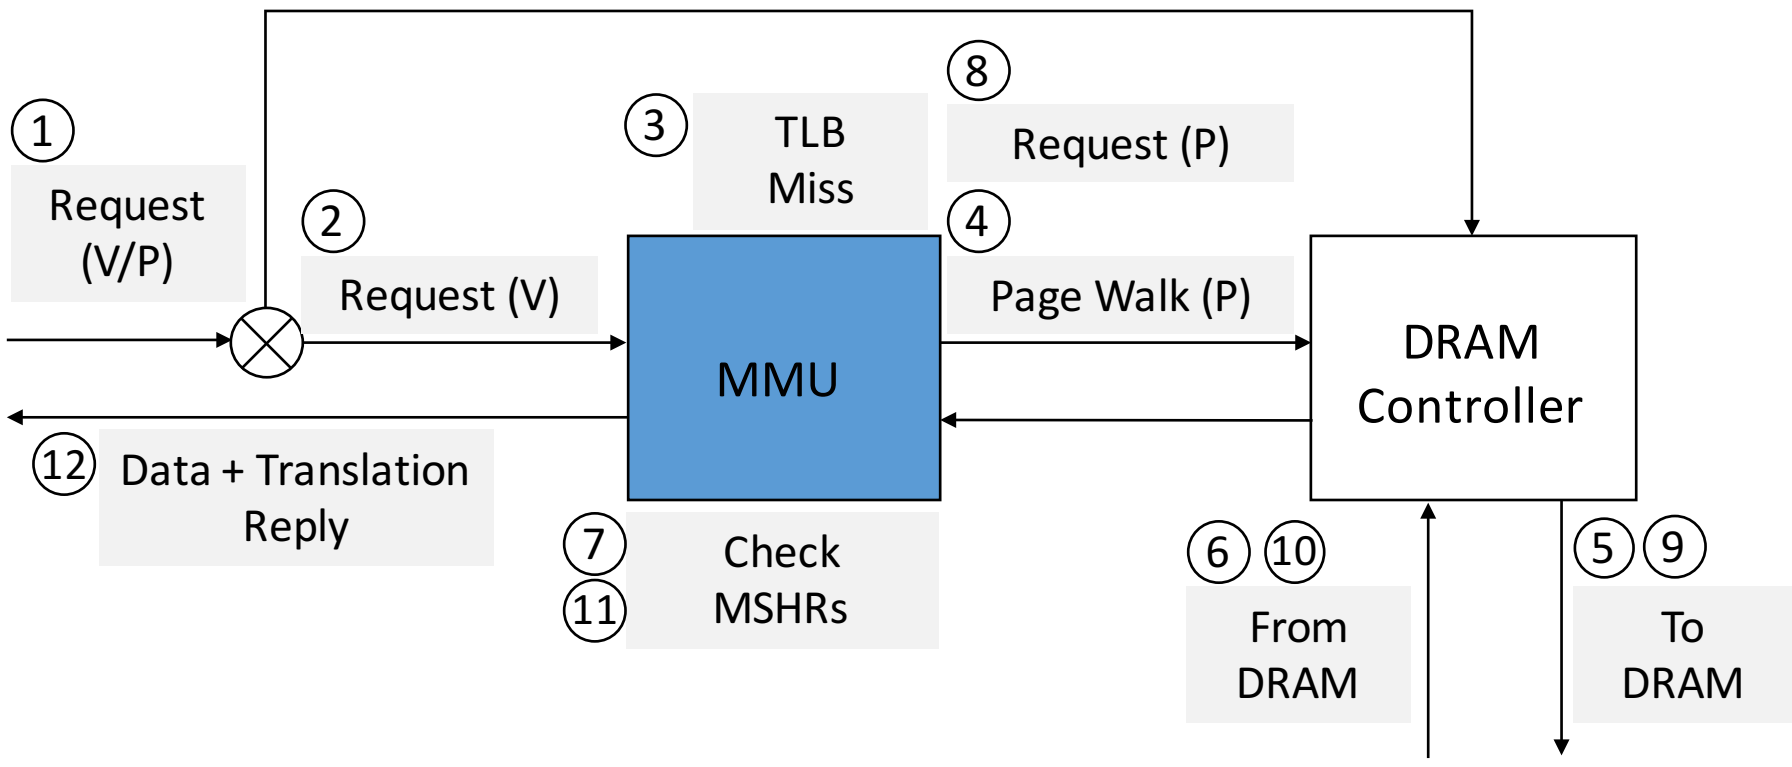 1
Request
(V/P)
2
Request (V)
3
TLB
Miss
8
Request (P)
4
Page Walk (P)
MMU
DRAM
Controller
12
Data + Translation
Reply
7
11
Check
MSHRs
6 10
From
DRAM
5 9
To
DRAM